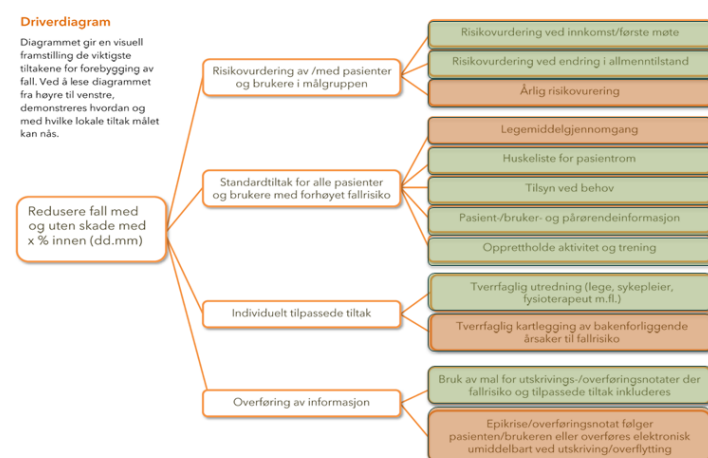 Driverdiagram
Diagrammet gir en visuell
framstilling de viktigste
tiltakene for forebygging av
fall. Ved å lese diagrammet
fra høyre til venstre,
demonstreres hvordan og
med hvilke lokale tiltak målet
kan nås.
Redusere fall med
og uten skade med
x % innen (dd.mm)
Risikovurdering av /med pasienter
og brukere i målgruppen
Risikovurdering ved innkomst/første møte
Risikovurdering ved endring i allmenntilstand
Årlig risikovurering
Standardtiltak for alle pasienter
og brukere med forhøyet fallrisiko
Legemiddelgjennomgang
Huskeliste for pasientrom
Tilsyn ved behov
Pasient-/bruker- og pårørendeinformasjon
Opprettholde aktivitet og trening
Individuelt tilpassede tiltak
Tverrfaglig utredning (lege, sykepleier,
fysioterapeut m.fl.)
Tverrfaglig kartlegging av bakenforliggende
årsaker til fallrisiko
Overføring av informasjon
Bruk av mal for utskrivings-/overføringsnotater der
fallrisiko og tilpassede tiltak inkluderes
Epikrise/overføringsnotat følger
pasienten/brukeren eller overføres elektronisk
umiddelbart ved utskriving/overflytting